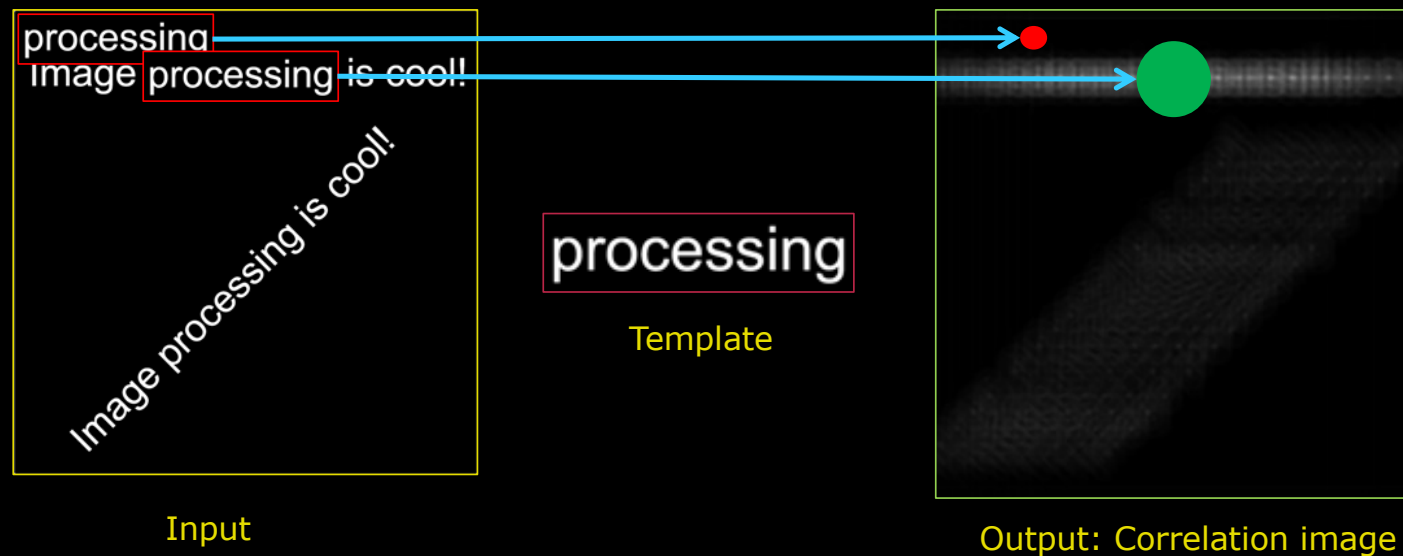 processing
Image processing is cool!
Image processing is cool!
processing
Template
Input
Output: Correlation image